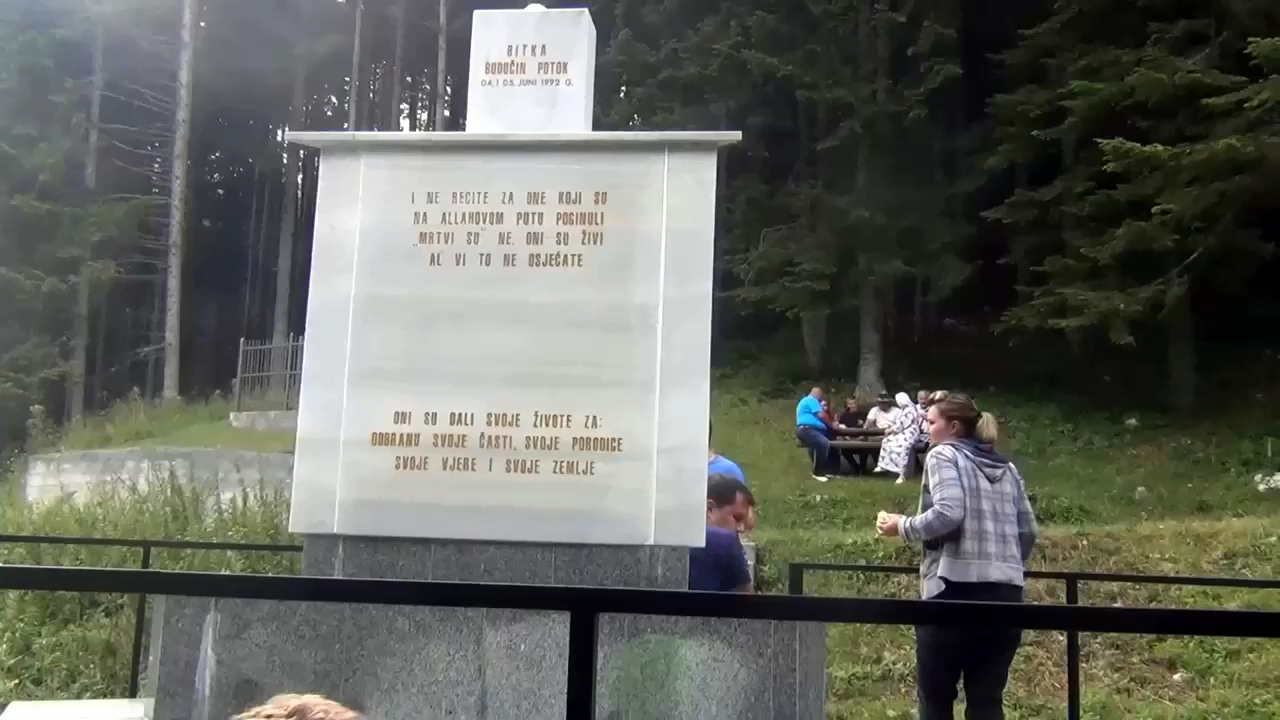 BITKA
BUDUČIN POTOK
04. I 05. JUNI 1992 G.
I NE RECITE ZA ONE KOJI SU
NA ALLAHOVOM PUTU POGINULI
„MRTVI SU" NE, ONI SU ŽIVI
AL' VI TO NE OSJEĆATE
ONI SU DALI SVOJE ŽIVOTE ZA:
ODBRANU SVOJE ČASTI, SVOJE PORODICE
SVOJE VJERE I SVOJE ZEMLJE